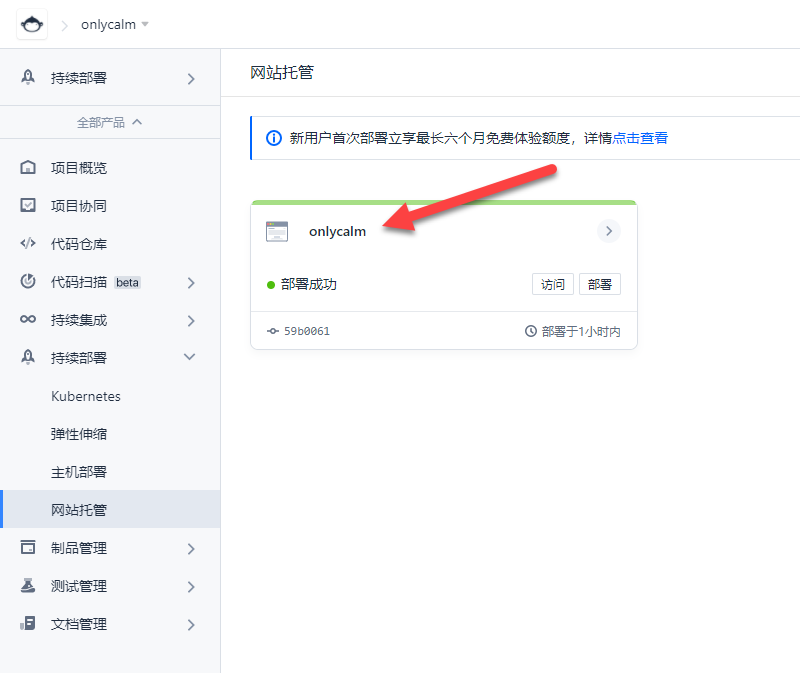 onlycalm
持续部署
全部产品
项目概览
项目协同
代码仓库
代码扫描 beta
持续集成
持续部署
Kubernetes
弹性伸缩
主机部署
网站托管
制品管理
测试管理
文档管理
网站托管
新用户首次部署立享最长六个月免费体验额度，详情点击查看
onlycalm
部署成功 访问 部署
59b0061 部署于1小时内